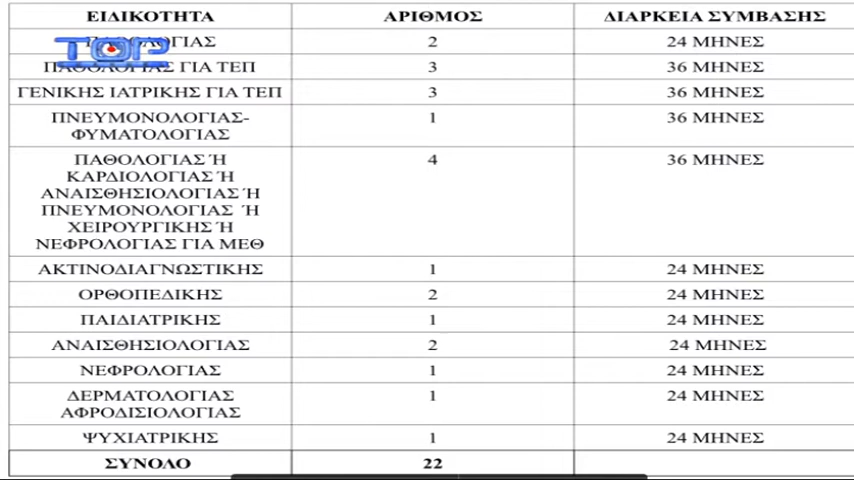 ΕΙΔΙΚΟΤΗΤΑ ΑΡΙΘΜΟΣ ΔΙΑΡΚΕΙΑ ΣΥΜΒΑΣΗΣ
ΠΑΘΟΛΟΓΙΑΣ 2 24 ΜΗΝΕΣ
TOP
ΠΑΘΟΛΟΓΙΑΣ ΓΙΑ ΤΕΠ 3 36 ΜΗΝΕΣ
ΓΕΝΙΚΗΣ ΙΑΤΡΙΚΗΣ ΓΙΑ ΤΕΠ 3 36 ΜΗΝΕΣ
ΠΝΕΥΜΟΝΟΛΟΓΙΑΣ- 1 36 ΜΗΝΕΣ
ΦΥΜΑΤΟΛΟΓΙΑΣ
ΠΑΘΟΛΟΓΙΑΣ Ή 4 36 ΜΗΝΕΣ
ΚΑΡΔΙΟΛΟΓΙΑΣ Ή
ΑΝΑΙΣΘΗΣΙΟΛΟΓΙΑΣ Ή
ΠΝΕΥΜΟΝΟΛΟΓΙΑΣ Ή
ΧΕΙΡΟΥΡΓΙΚΗΣ Ή
ΝΕΦΡΟΛΟΓΙΑΣ ΓΙΑ ΜΕΘ
ΑΚΤΙΝΟΔΙΑΓΝΩΣΤΙΚΗΣ 1 24 ΜΗΝΕΣ
ΟΡΘΟΠΕΔΙΚΗΣ 2 24 ΜΗΝΕΣ
ΠΑΙΔΙΑΤΡΙΚΗΣ 1 24 ΜΗΝΕΣ
ΑΝΑΙΣΘΗΣΙΟΛΟΓΙΑΣ 2 24 ΜΗΝΕΣ
ΝΕΦΡΟΛΟΓΙΑΣ 1 24 ΜΗΝΕΣ
ΔΕΡΜΑΤΟΛΟΓΙΑΣ 1 24 ΜΗΝΕΣ
ΑΦΡΟΔΙΣΙΟΛΟΓΙΑΣ
ΨΥΧΙΑΤΡΙΚΗΣ 1 24 ΜΗΝΕΣ
ΣΥΝΟΛΟ 22